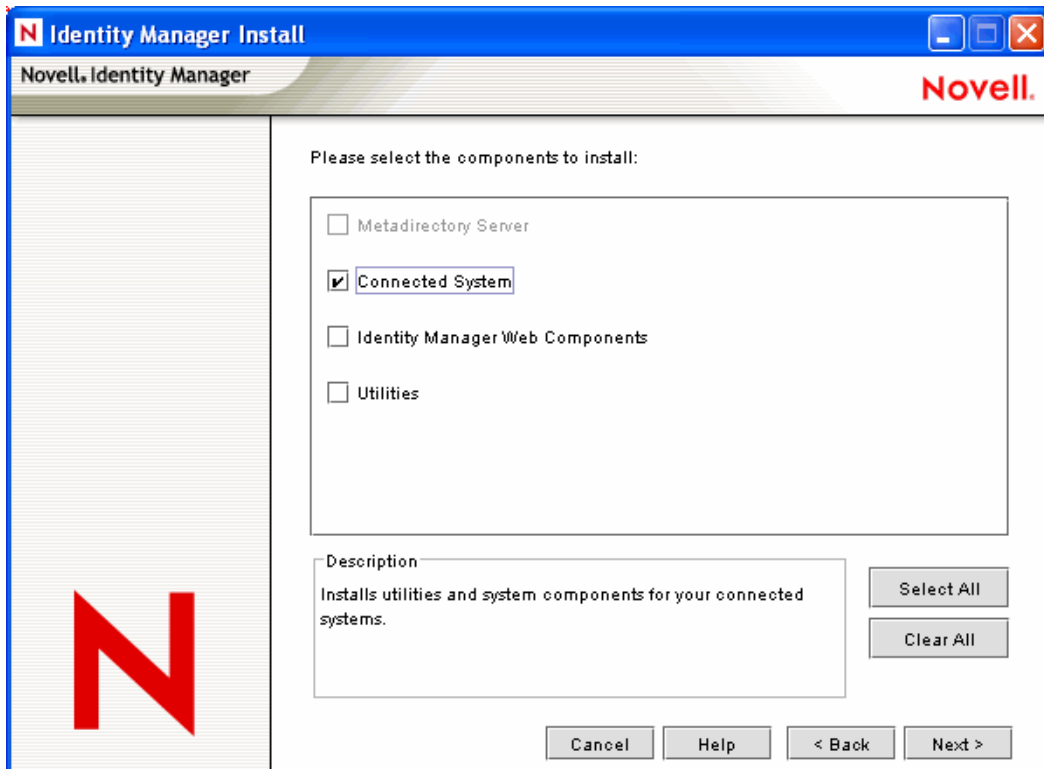 Identity Manager Install
Novell. Identity Manager
Novell.
Please select the components to install:
Metadirectory Server
Connected System
Identity Manager Web Components
Utilities
Description
Installs utilities and system components for your connected
systems.
Select All
Clear All
Cancel
Help
< Back
Next >